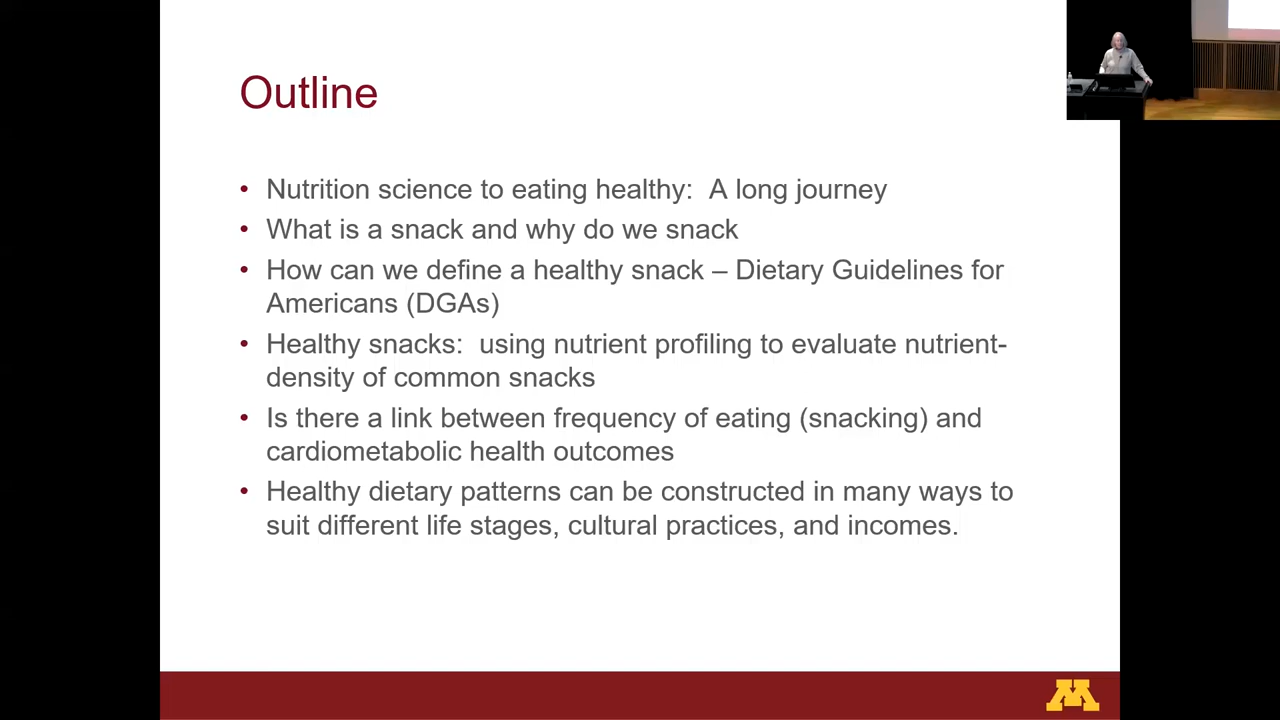 Outline
• Nutrition science to eating healthy:  A long journey
• What is a snack and why do we snack
• How can we define a healthy snack – Dietary Guidelines for
Americans (DGAs)
• Healthy snacks:  using nutrient profiling to evaluate nutrient-
density of common snacks
• Is there a link between frequency of eating (snacking) and
cardiometabolic health outcomes
• Healthy dietary patterns can be constructed in many ways to
suit different life stages, cultural practices, and incomes.
M